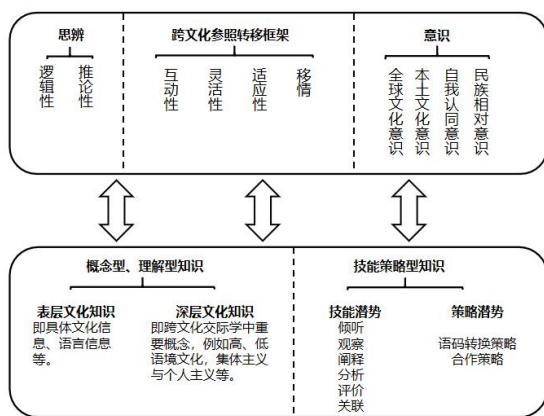 思辨
逻辑性
推论性
跨文化参照转移框架
互动性
灵活性
适应性
移情
意识
全球文化意识
本土文化意识
自我认同意识
民族相对意识
概念型、理解型知识
表层文化知识
即具体文化信
息、语言信息
等。
深层文化知识
即跨文化交际学中重
要概念，例如高、低
语境文化，集体主义
与个人主义等。
技能策略型知识
技能潜势
倾听
观察
阐释
分析
评价
关联
策略潜势
语码转换策略
合作策略